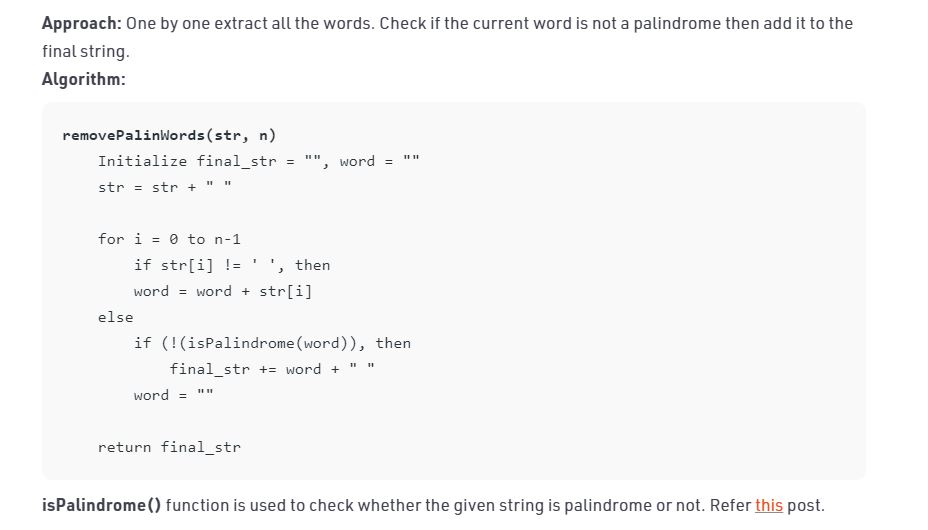 Approach: One by one extract all the words. Check if the current word is not a palindrome then add it to the
final string.
Algorithm:
removePalinWords(str, n)
    Initialize final_str = "", word = ""
    str = str + " "

    for i = 0 to n-1
        if str[i] != ' ', then
        word = word + str[i]
    else
        if (!(isPalindrome(word)), then
            final_str += word + " "
        word = ""

    return final_str
isPalindrome() function is used to check whether the given string is palindrome or not. Refer this post.